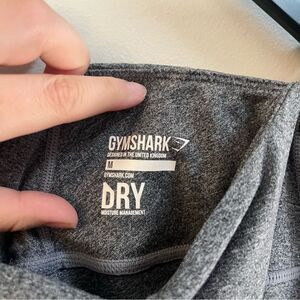 GYMSHARK
DESIGNED IN THE UNITED KINGDOM
M
GYMSHARK.COM
DRY
MOISTURE MANAGEMENT